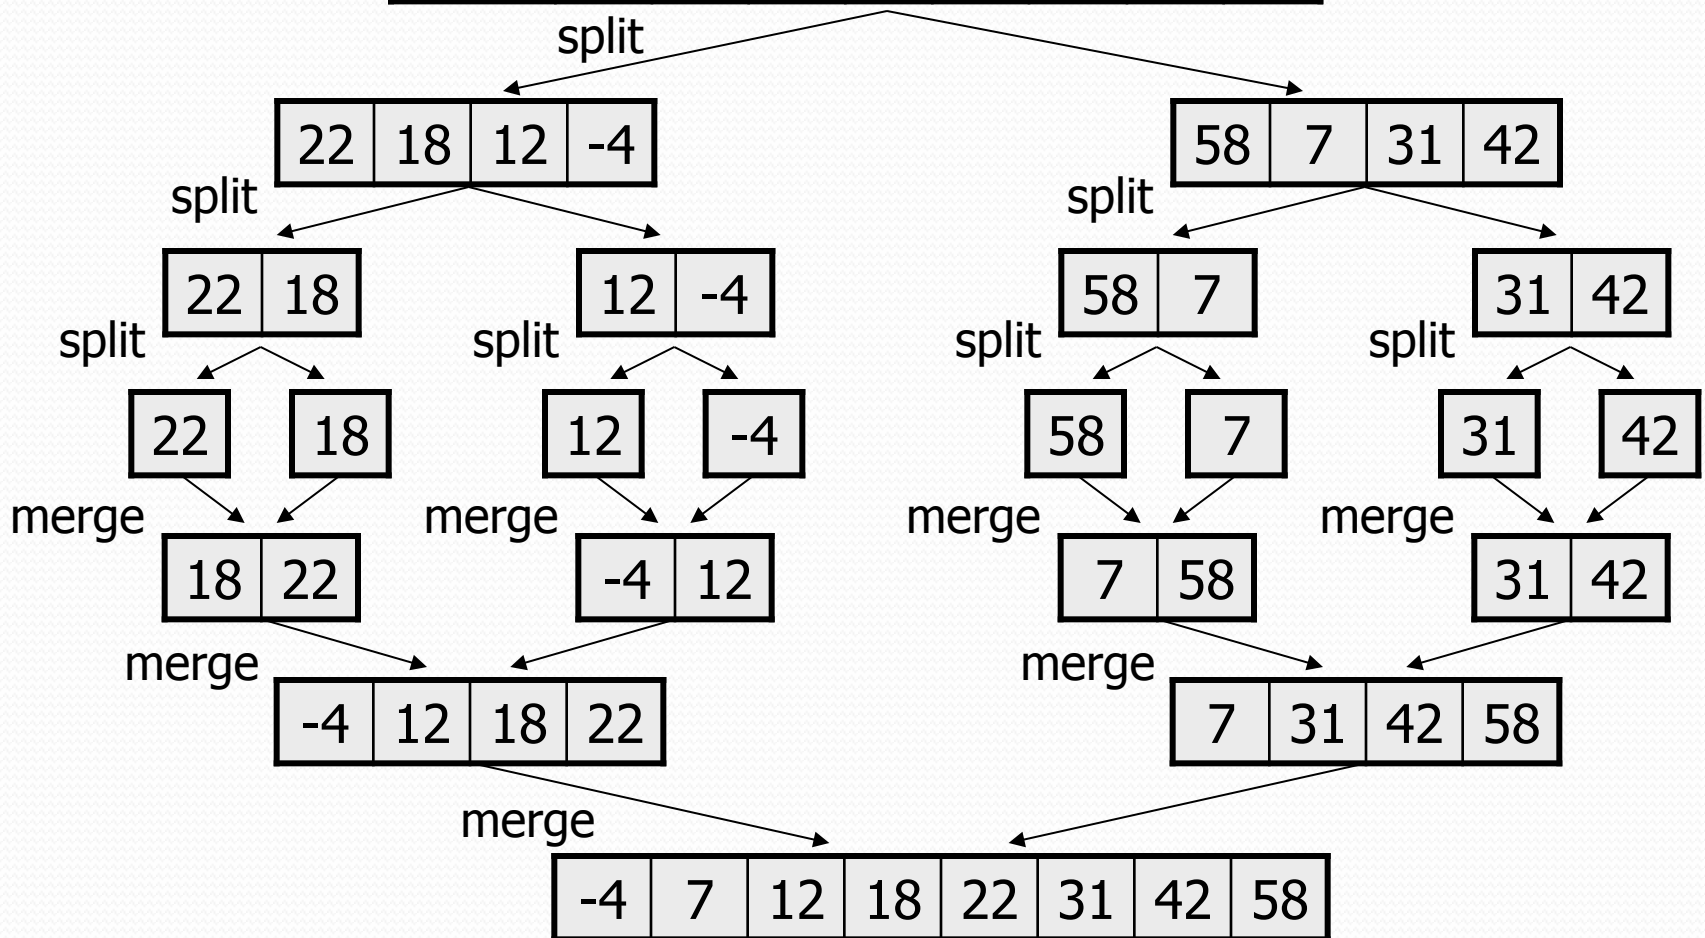 split
22 18 12 -4 58 7 31 42
split split
22 18 12 -4 58 7 31 42
split split split split
22 18 12 -4 58 7 31 42
merge merge merge merge
18 22 -4 12 7 58 31 42
merge merge
-4 12 18 22 7 31 42 58
merge
-4 7 12 18 22 31 42 58